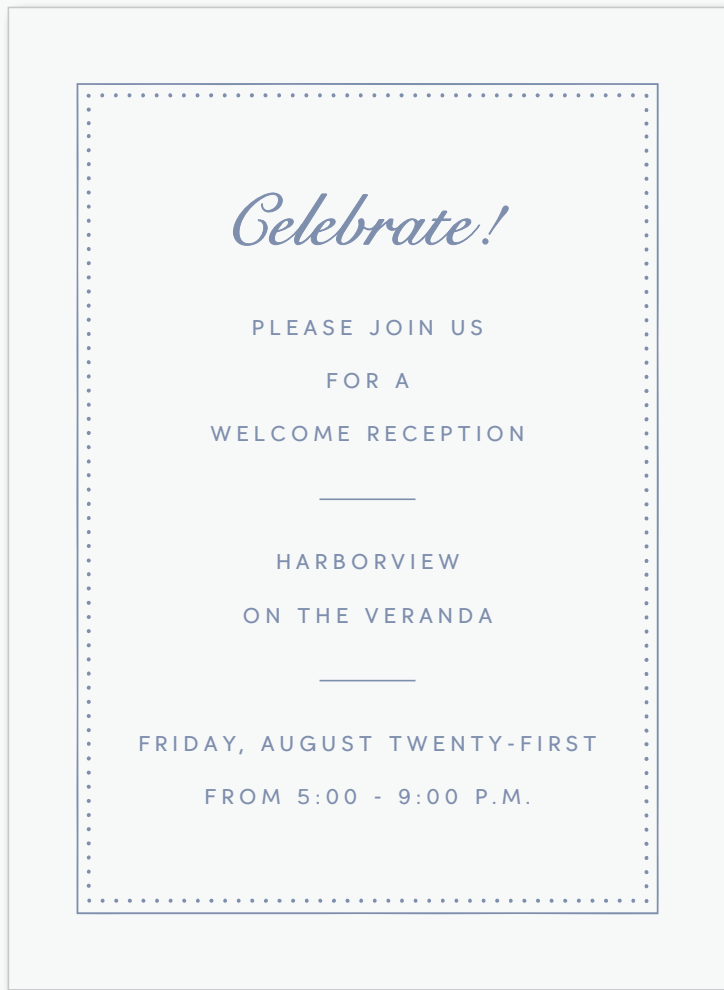 Celebrate!
PLEASE JOIN US
FOR A
WELCOME RECEPTION
HARBORVIEW
ON THE VERANDA
FRIDAY, AUGUST TWENTY-FIRST
FROM 5:00 - 9:00 P.M.